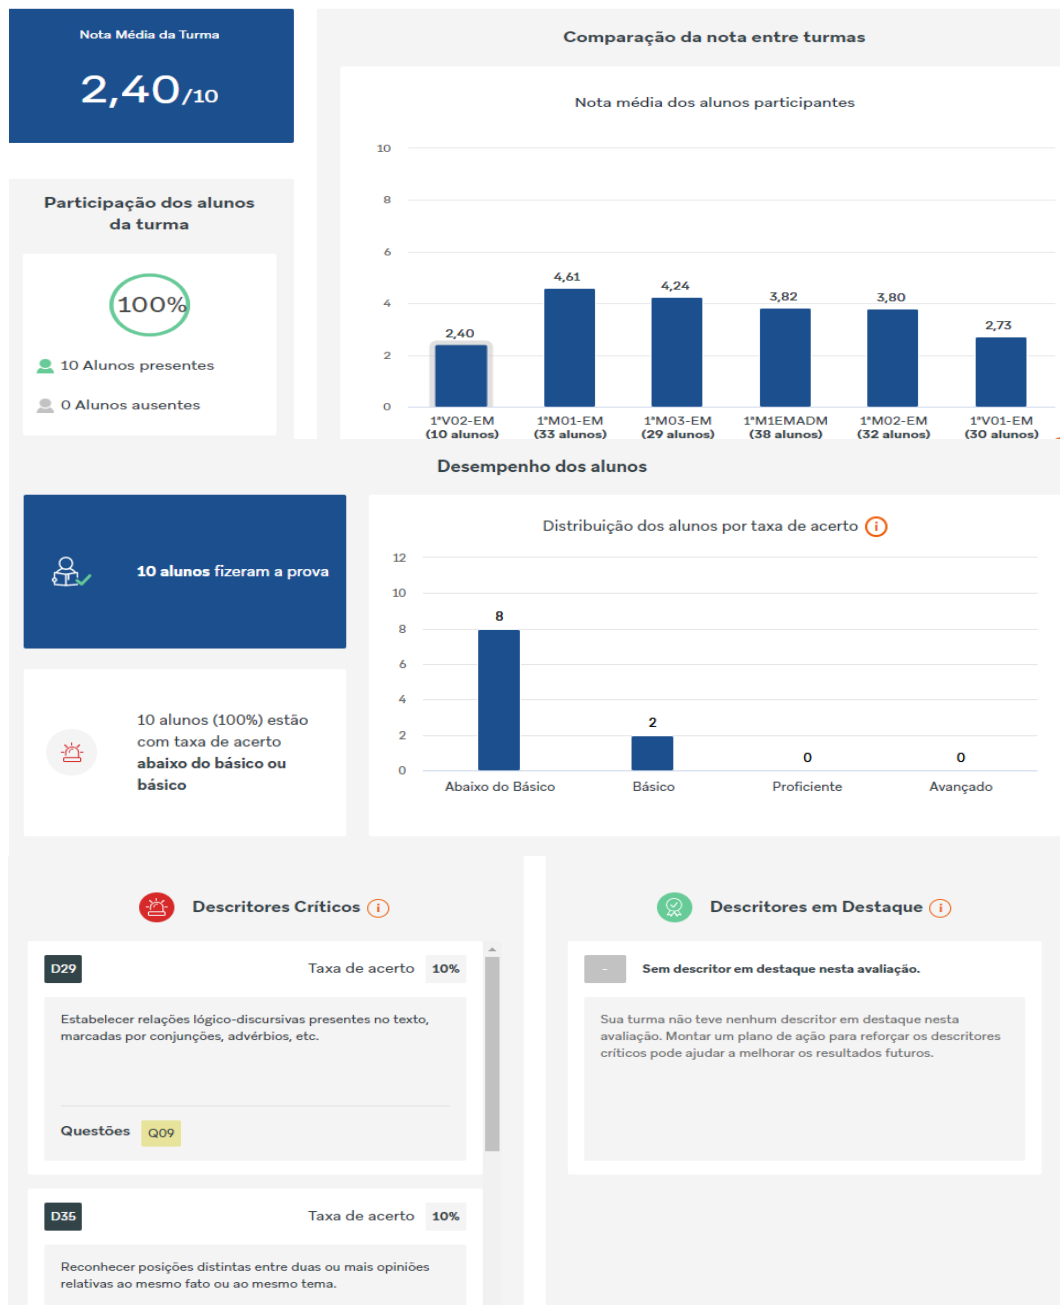 Nota Média da Turma
2,40/10
Participação dos alunos
da turma
100%
10 Alunos presentes
0 Alunos ausentes
Comparação da nota entre turmas
Nota média dos alunos participantes
10
8
6
4
2
0
2,40
4,61
4,24
3,82
3,80
2,73
1ªV02-EM
(10 alunos)
1ªM01-EM
(33 alunos)
1ªM03-EM
(29 alunos)
1ªM1EMADM
(38 alunos)
1ªM02-EM
(32 alunos)
1ªV01-EM
(30 alunos)
Desempenho dos alunos
10 alunos fizeram a prova
10 alunos (100%) estão
com taxa de acerto
abaixo do básico ou
básico
Distribuição dos alunos por taxa de acerto
12
10
8
6
4
2
0
8
2
0
0
Abaixo do Básico
Básico
Proficiente
Avançado
Descritores Críticos
D29
Taxa de acerto 10%
Estabelecer relações lógico-discursivas presentes no texto,
marcadas por conjunções, advérbios, etc.
Questões Q09
D35
Taxa de acerto 10%
Reconhecer posições distintas entre duas ou mais opiniões
relativas ao mesmo fato ou ao mesmo tema.
Descritores em Destaque
- Sem descritor em destaque nesta avaliação.
Sua turma não teve nenhum descritor em destaque nesta
avaliação. Montar um plano de ação para reforçar os descritores
críticos pode ajudar a melhorar os resultados futuros.